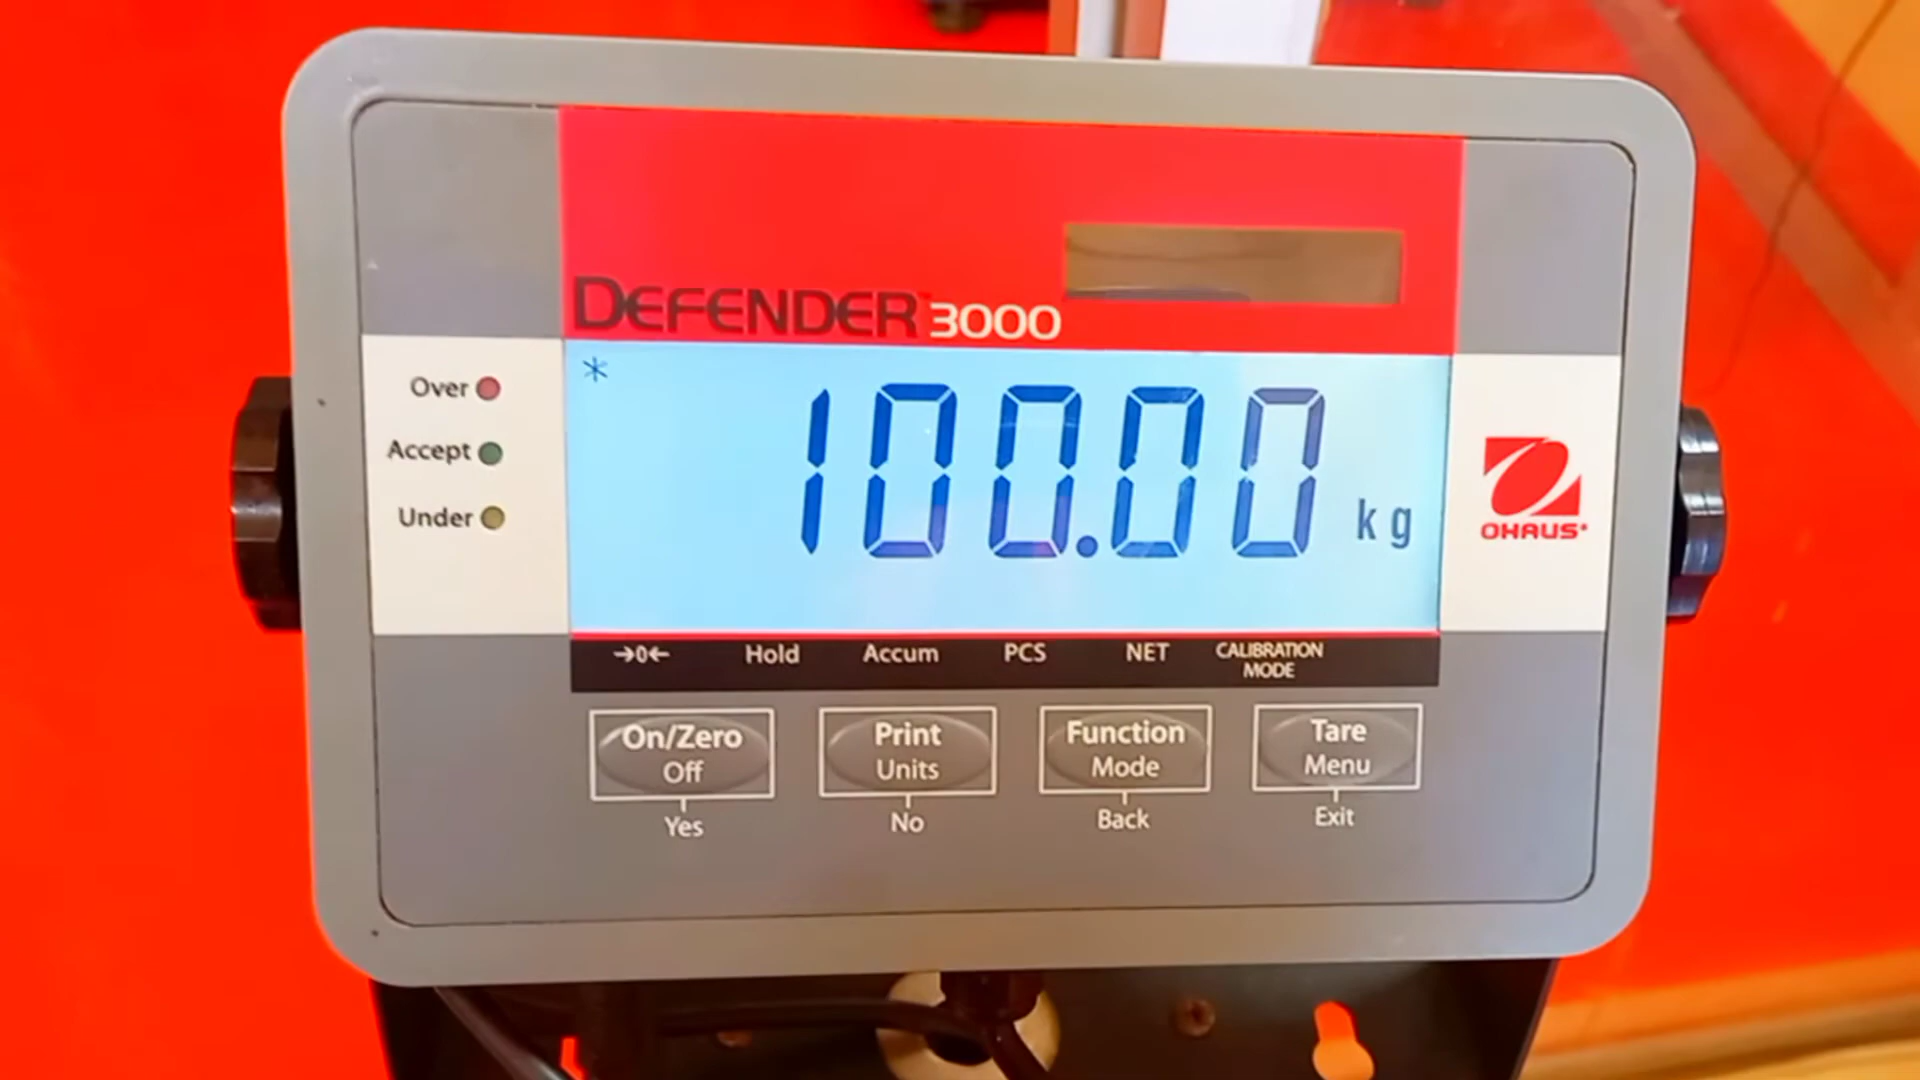 DEFENDER 3000
*
Over
Accept
Under
100.00 kg
OHAUS
→0← Hold Accum PCS NET CALIBRATION MODE
On/Zero Print Function Tare
Off Units Mode Menu
Yes No Back Exit